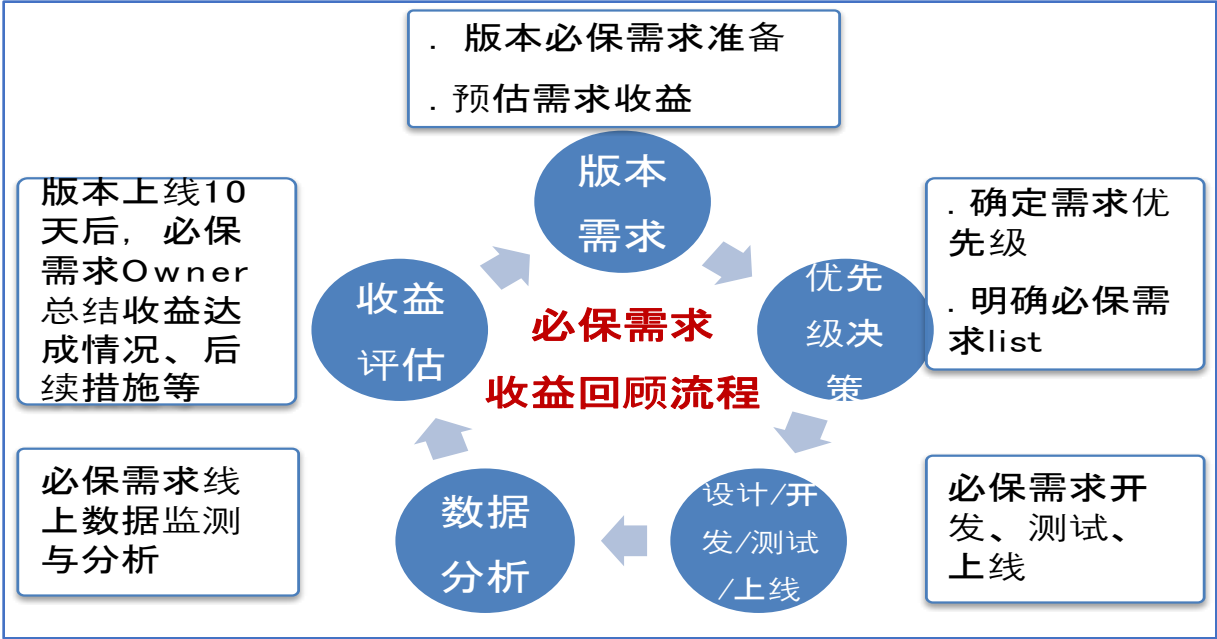 . 版本必保需求准备
. 预估需求收益
版本
需求
版本上线10
天后, 必保
需求Owner
总结收益达
成情况、后
续措施等
. 确定需求优
先级
. 明确必保需
求list
收益
评估
必保需求
收益回顾流程
优先
级决
策
必保需求线
上数据监测
与分析
数据
分析
设计/开
发/测试
/上线
必保需求开
发、测试、
上线